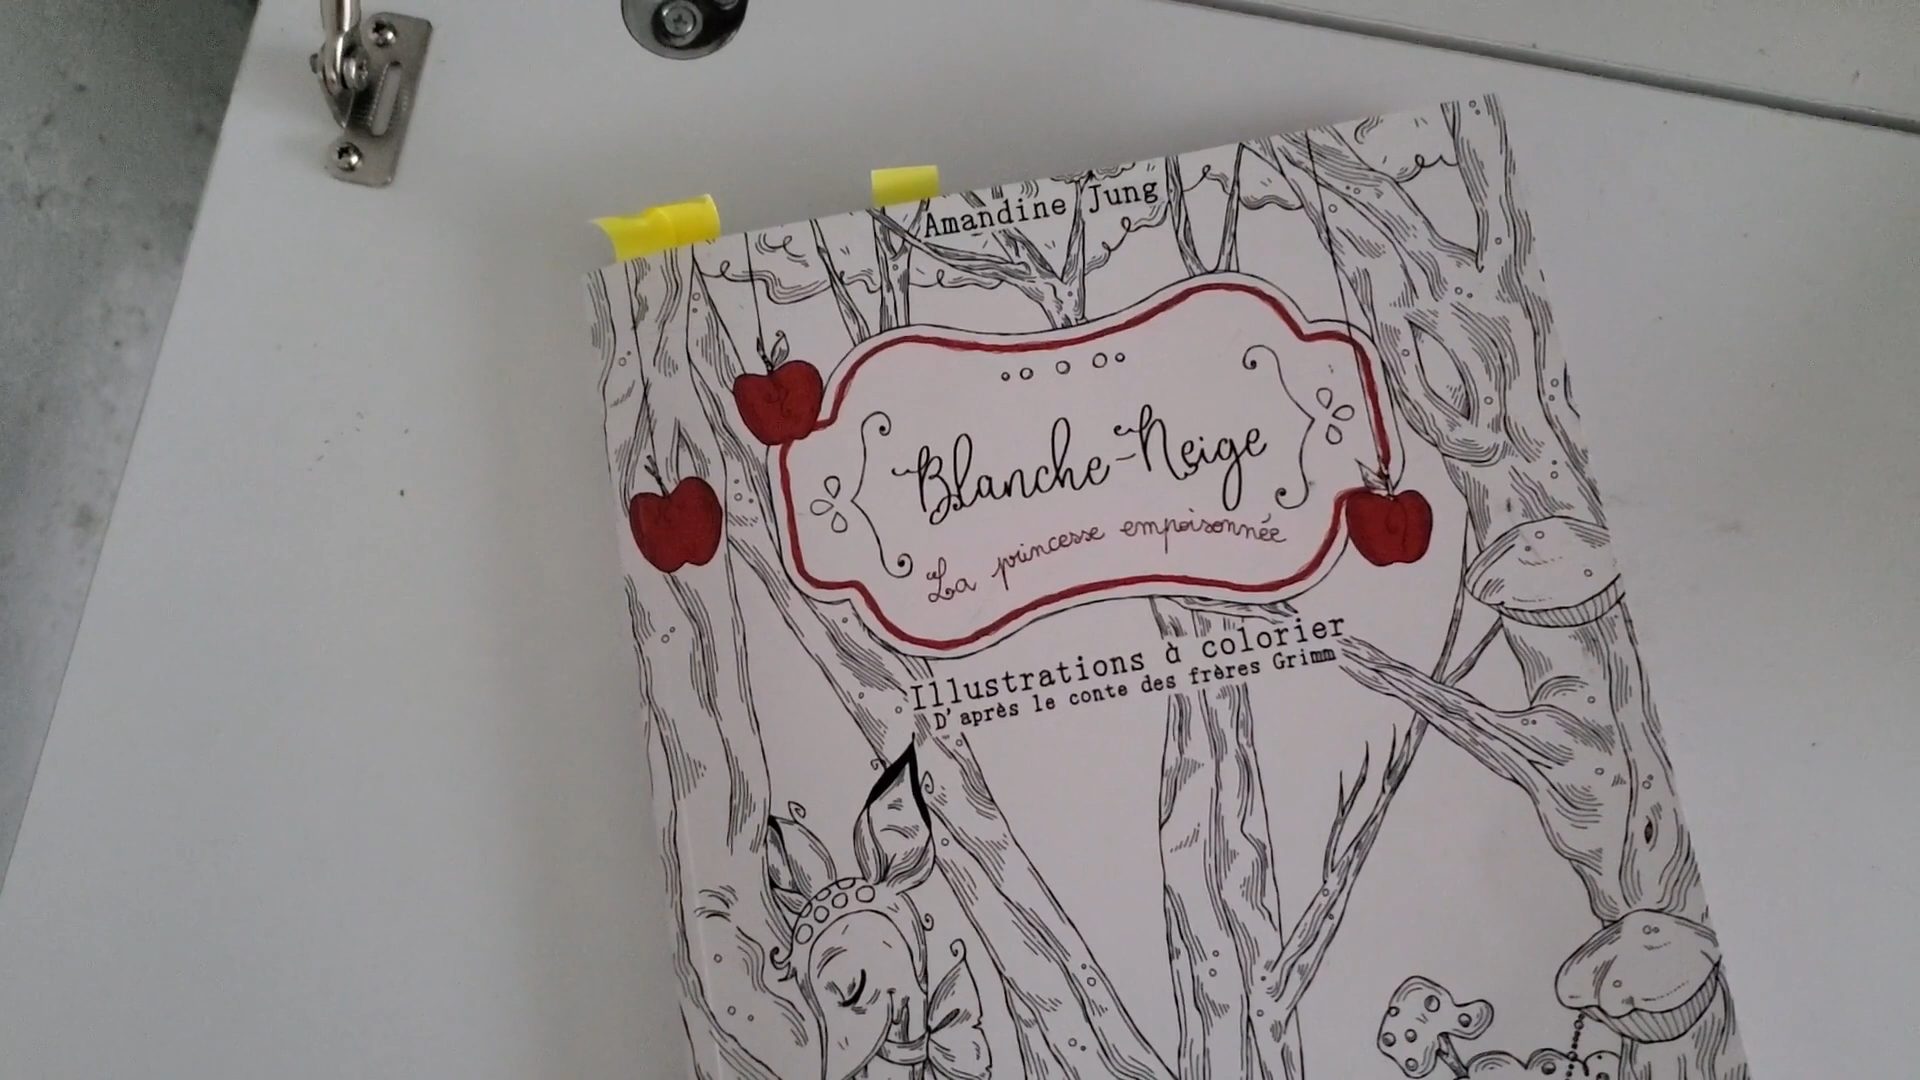 Amandine Jung
Blanche-Neige
La princesse empoisonnée
Illustrations à colorier
D'après le conte des frères Grimm